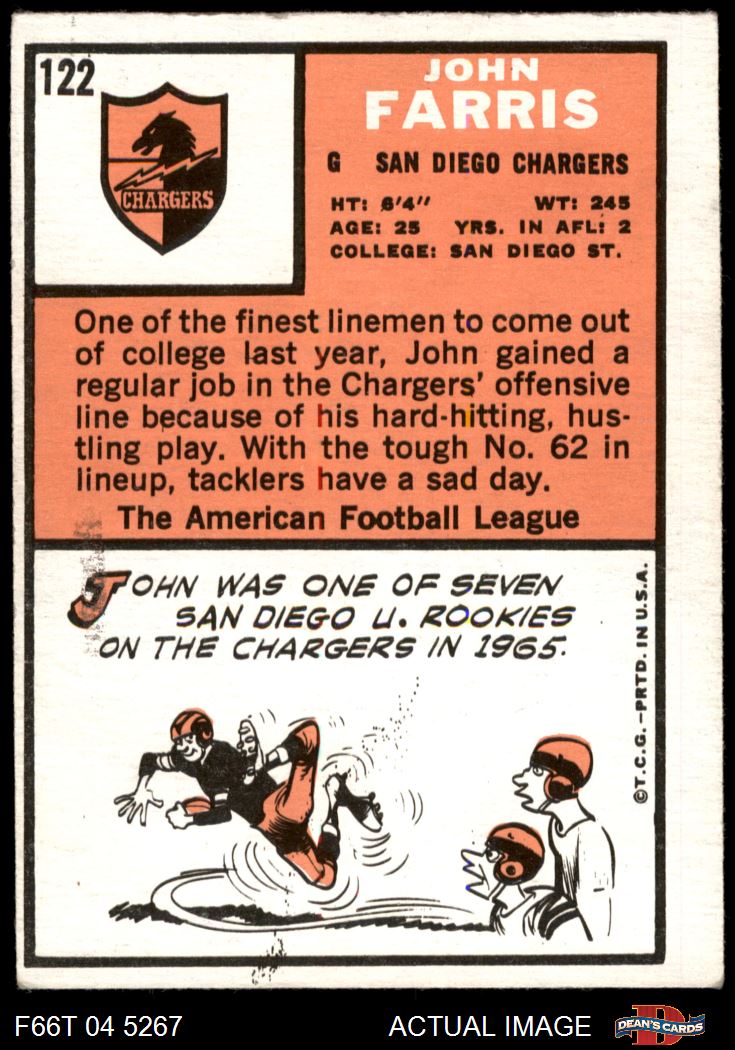 122
CHARGERS
JOHN
FARRIS
G SAN DIEGO CHARGERS
HT: 6'4" WT: 245
AGE: 25 YRS. IN AFL: 2
COLLEGE: SAN DIEGO ST.
One of the finest linemen to come out
of college last year, John gained a
regular job in the Chargers' offensive
line because of his hard-hitting, hus-
tling play. With the tough No. 62 in
lineup, tacklers have a sad day.
The American Football League
JOHN WAS ONE OF SEVEN
SAN DIEGO U. ROOKIES
ON THE CHARGERS IN 1965.
©T.C.G.—PRTD. IN U.S.A.
F66T 04 5267
ACTUAL IMAGE
DEAN'S CARDS